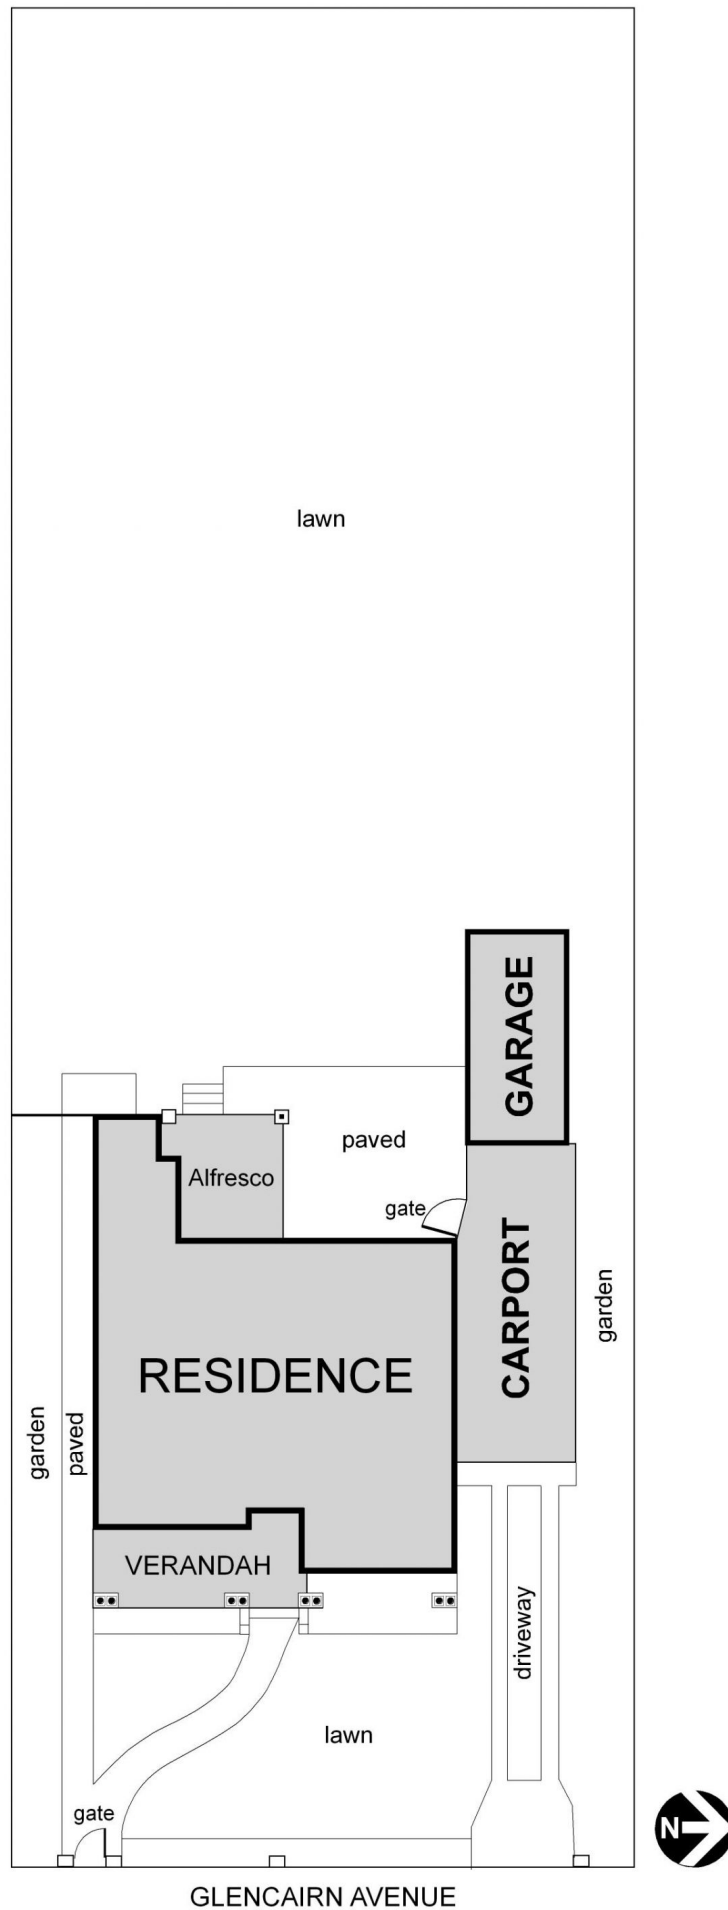 lawn
GARAGE
paved
Alfresco
gate
CARPORT
garden
RESIDENCE
garden
paved
VERANDAH
driveway
lawn
gate
N
GLENCAIRN AVENUE